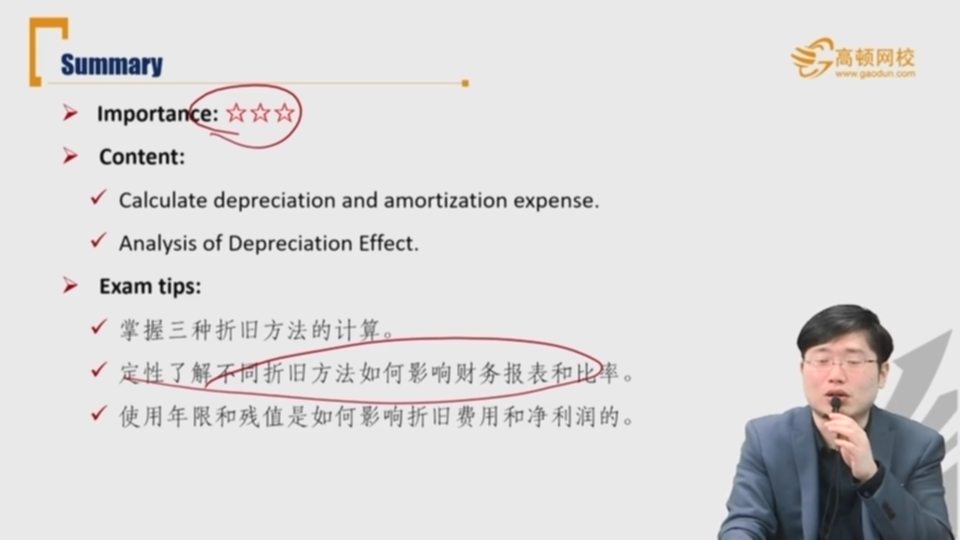 Summary
高顿网校
www.gaodun.com
Importance: ☆☆☆
Content:
Calculate depreciation and amortization expense.
Analysis of Depreciation Effect.
Exam tips:
掌握三种折旧方法的计算。
定性了解不同折旧方法如何影响财务报表和比率。
使用年限和残值是如何影响折旧费用和净利润的。